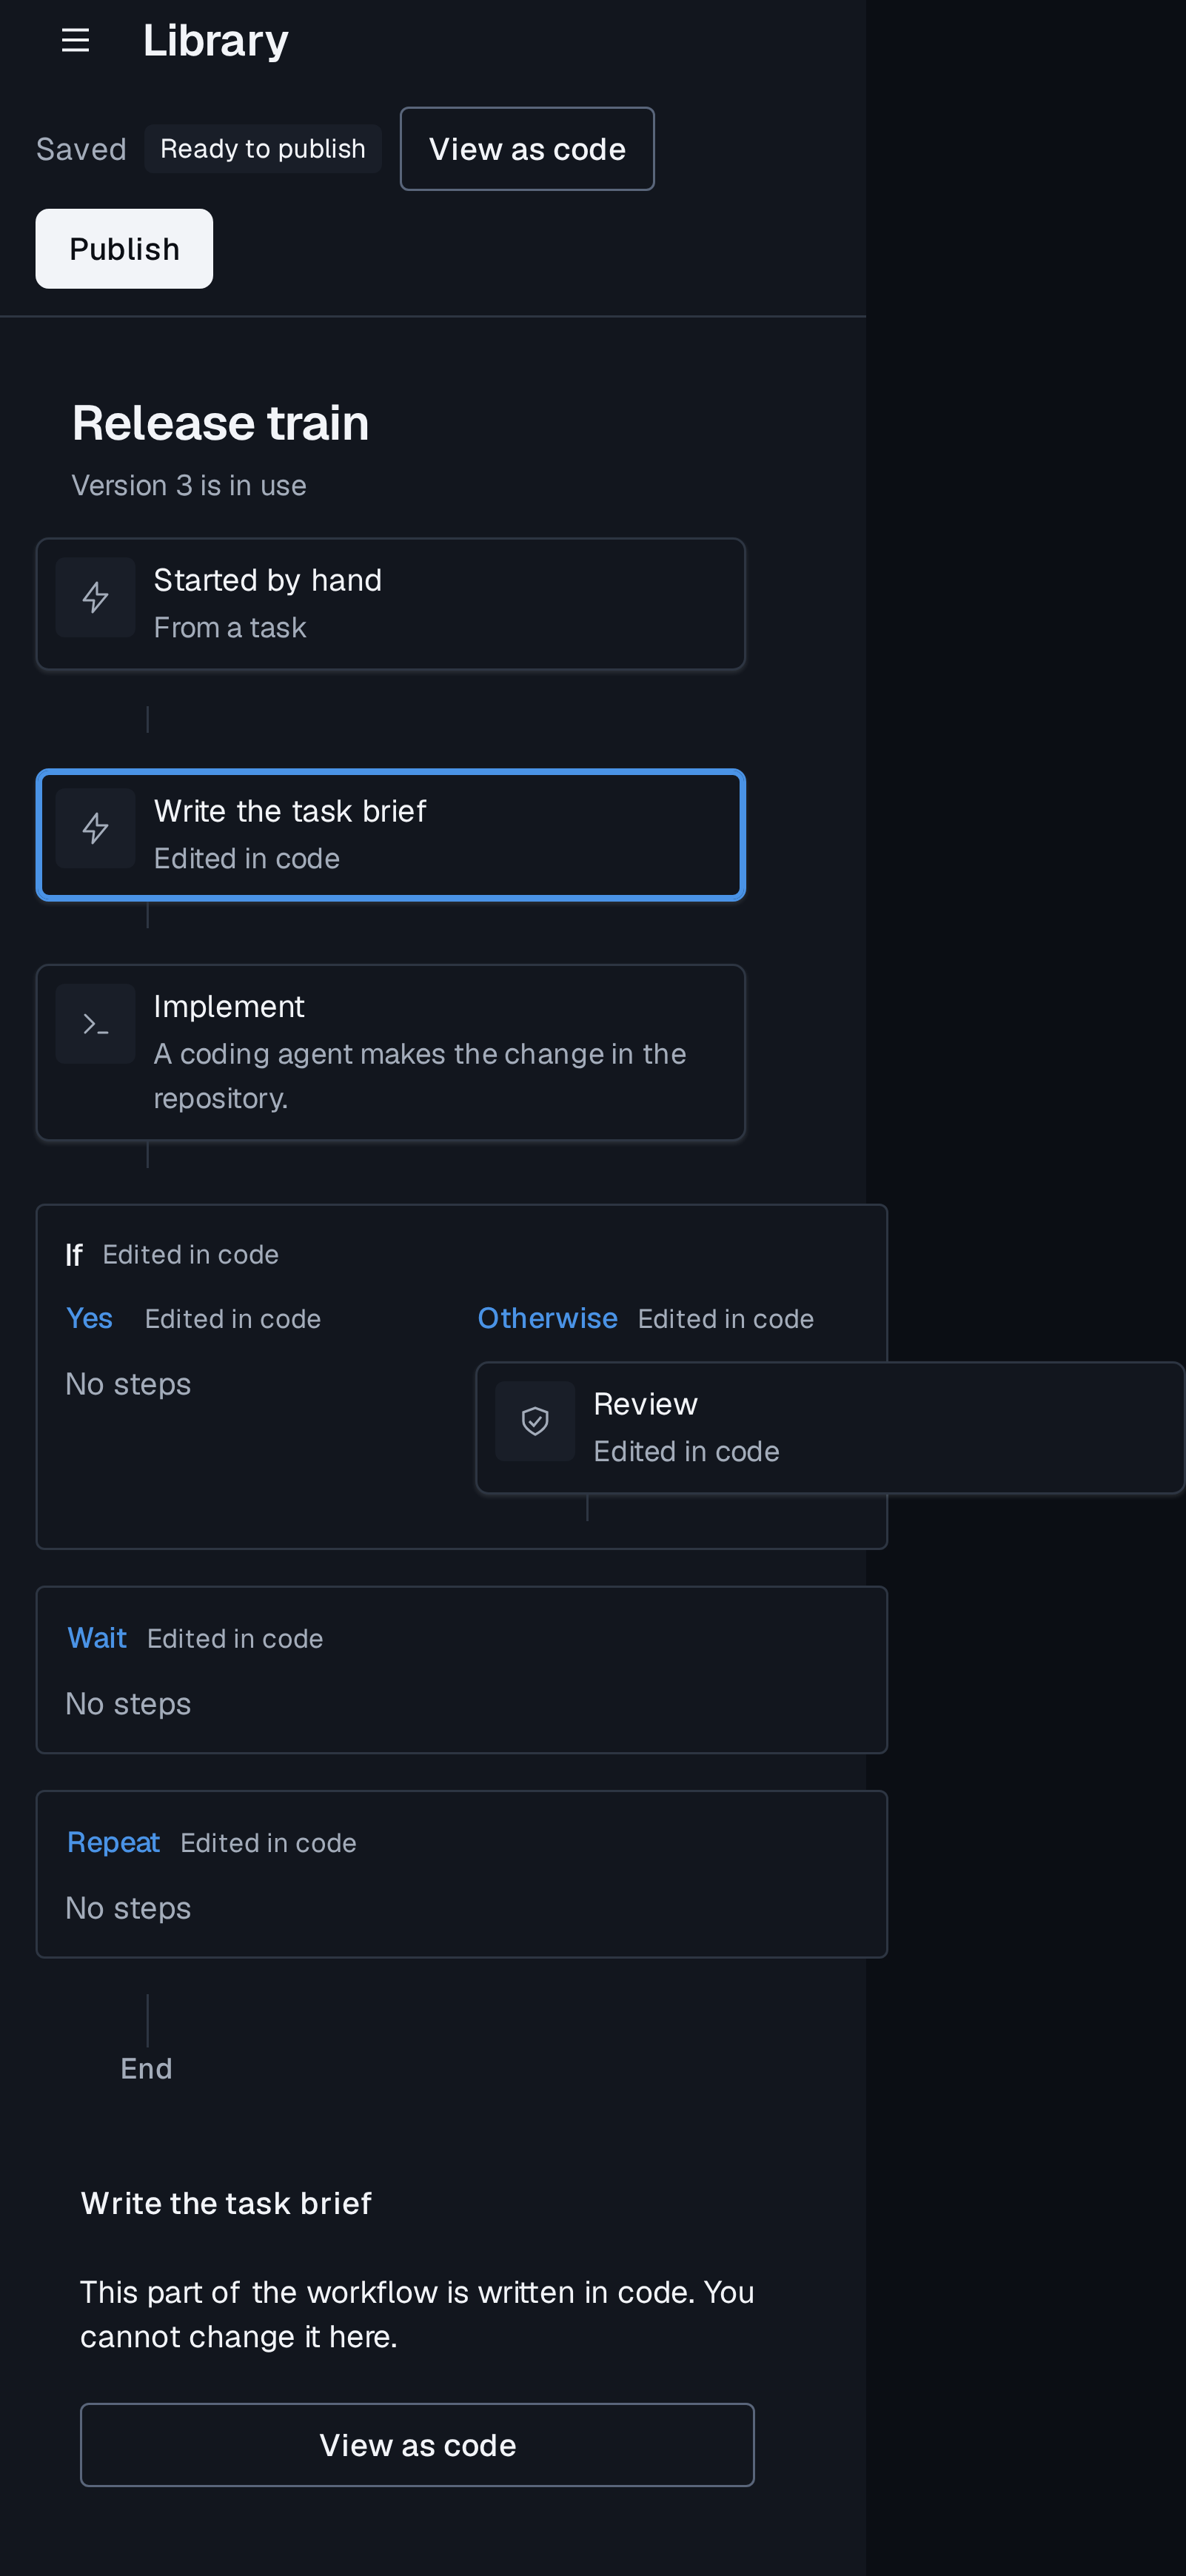 Library
Saved
Ready to publish
View as code
Publish
Release train
Version 3 is in use
Started by hand
From a task
Write the task brief
Edited in code
Implement
A coding agent makes the change in the
repository.
If Edited in code
Yes Edited in code
No steps
Otherwise Edited in code
Review
Edited in code
Wait Edited in code
No steps
Repeat Edited in code
No steps
End
Write the task brief
This part of the workflow is written in code. You
cannot change it here.
View as code